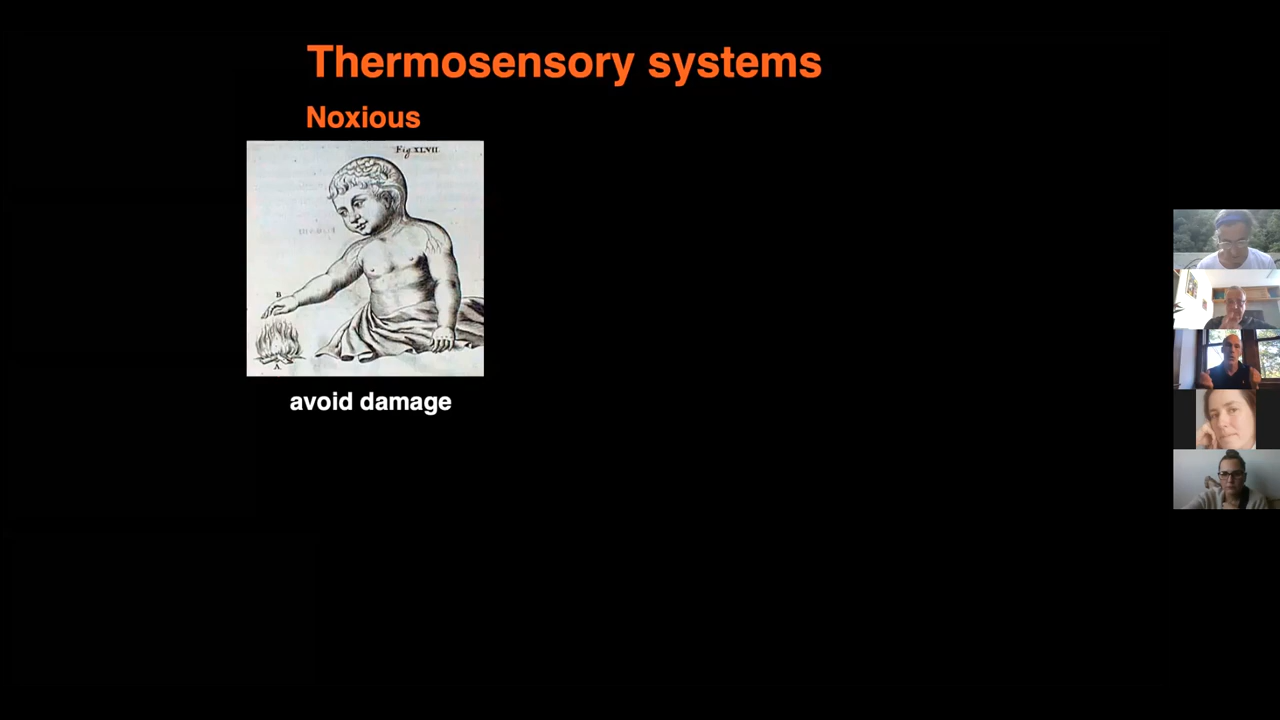 Thermosensory systems
Noxious
Fig XLVII.
B
A.
avoid damage